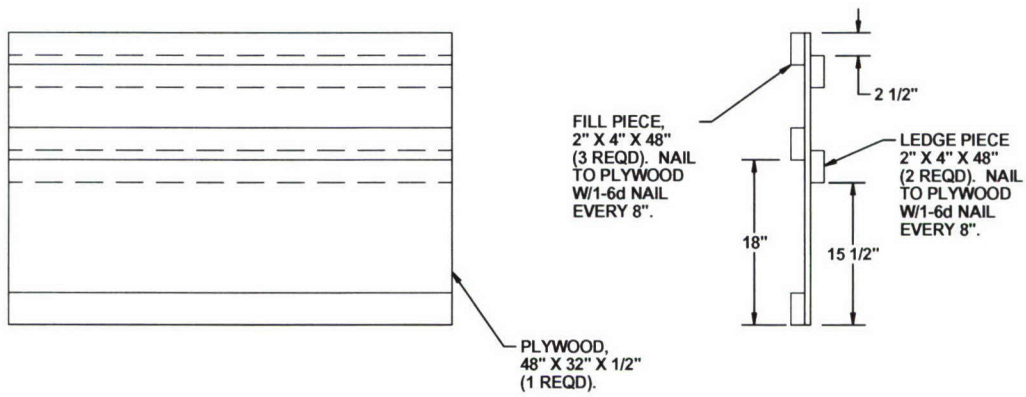 2 1/2"
FILL PIECE,
2" X 4" X 48"
(3 REQD).  NAIL
TO PLYWOOD
W/1-6d NAIL
EVERY 8".
LEDGE PIECE
2" X 4" X 48"
(2 REQD).  NAIL
TO PLYWOOD
W/1-6d NAIL
EVERY 8".
18"
15 1/2"
PLYWOOD,
48" X 32" X 1/2"
(1 REQD).